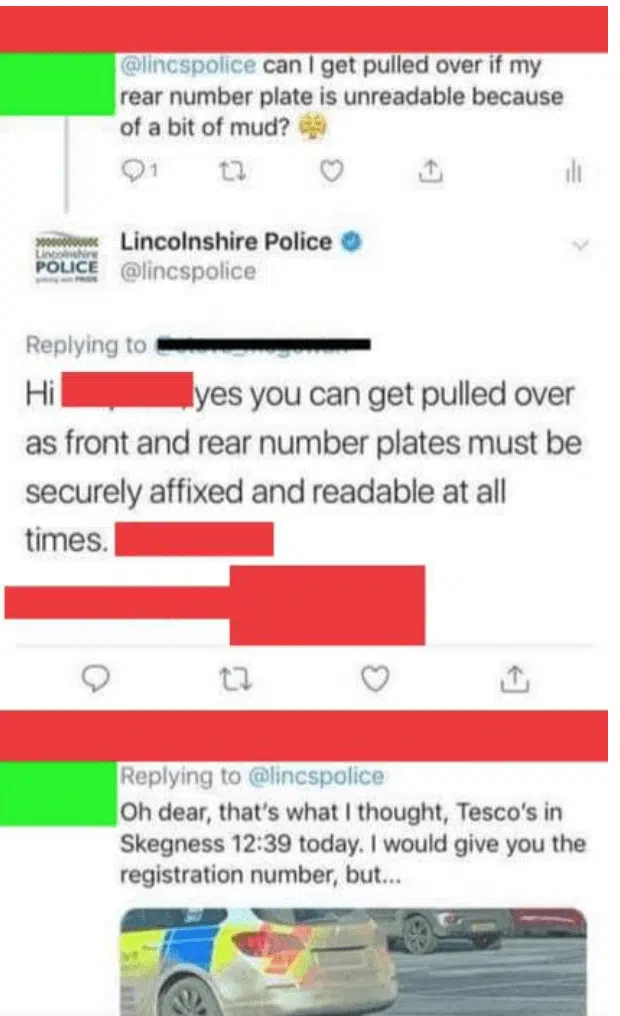 @lincspolice can I get pulled over if my
rear number plate is unreadable because
of a bit of mud?
1
Lincolnshire Police
Lincolnshire
POLICE
@lincspolice
Replying to
Hi yes you can get pulled over
as front and rear number plates must be
securely affixed and readable at all
times.
Replying to @lincspolice
Oh dear, that's what I thought, Tesco's in
Skegness 12:39 today. I would give you the
registration number, but...